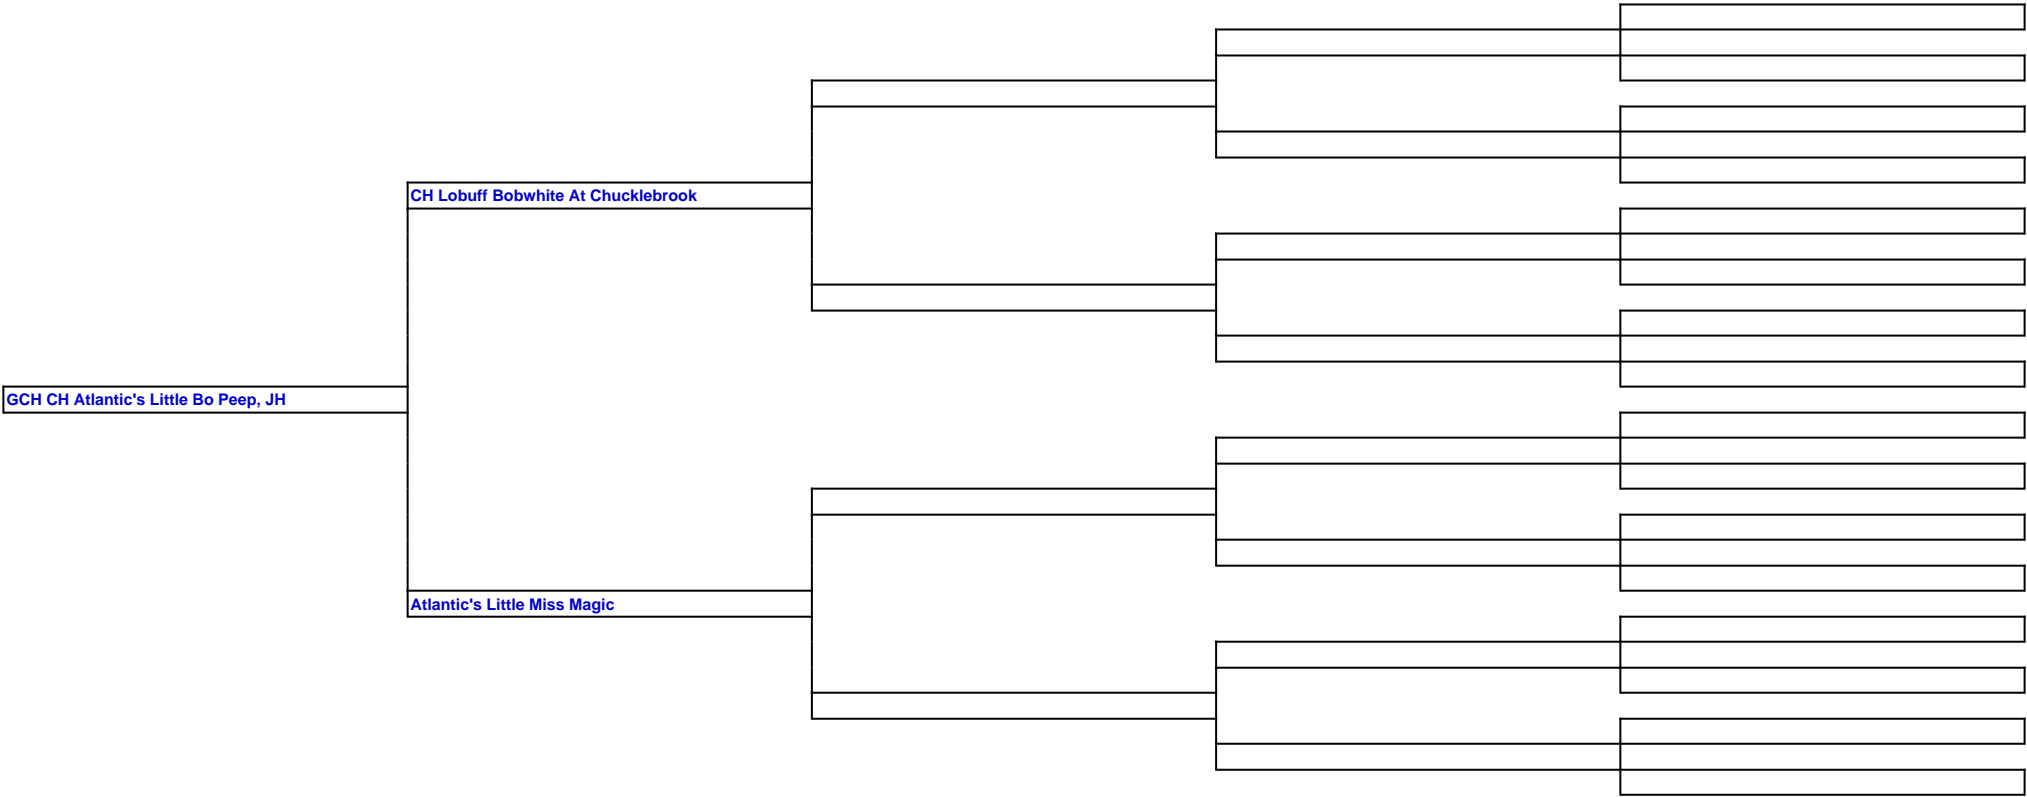 CH Lobuff Bobwhite At Chucklebrook
GCH CH Atlantic's Little Bo Peep, JH
Atlantic's Little Miss Magic